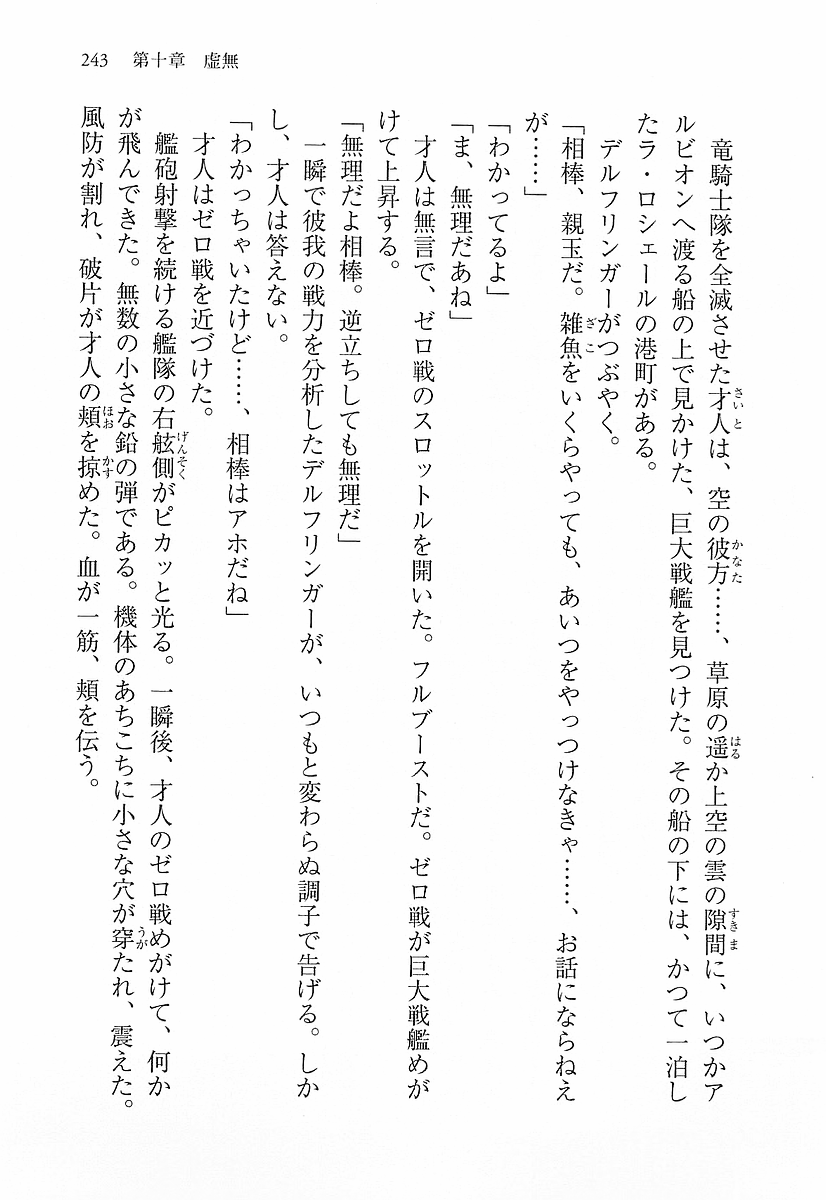 243　第十章　虚無
　竜騎士隊を全滅させた才人は、空の彼方……、草原の遥か上空の雲の隙間に、いつかア
ルビオンへ渡る船の上で見かけた、巨大戦艦を見つけた。その船の下には、かつて一泊し
たラ・ロシェールの港町がある。
　デルフリンガーがつぶやく。
「相棒、親玉だ。雑魚をいくらやっても、あいつをやっつけなきゃ……、お話にならねえ
が……」
「わかってるよ」
「ま、無理だあね」
　才人は無言で、ゼロ戦のスロットルを開いた。フルブーストだ。ゼロ戦が巨大戦艦めが
けて上昇する。
「無理だよ相棒。逆立ちしても無理だ」
　一瞬で彼我の戦力を分析したデルフリンガーが、いつもと変わらぬ調子で告げる。しか
し、才人は答えない。
「わかっちゃいたけど……、相棒はアホだね」
　才人はゼロ戦を近づけた。
　艦砲射撃を続ける艦隊の右舷側がピカッと光る。一瞬後、才人のゼロ戦めがけて、何か
が飛んできた。無数の小さな鉛の弾である。機体のあちこちに小さな穴が穿たれ、震えた。
風防が割れ、破片が才人の頬を掠めた。血が一筋、頬を伝う。